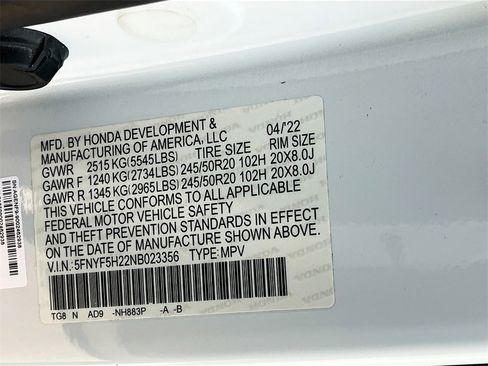 MFD. BY HONDA DEVELOPMENT & 04/'22
MANUFACTURING OF AMERICA, LLC
TIRE SIZE RIM SIZE
GVWR 2515 KG(5545LBS)
GAWR F 1240 KG(2734LBS) 245/50R20 102H 20X8.0J
GAWR R 1345 KG(2965LBS) 245/50R20 102H 20X8.0J
THIS VEHICLE CONFORMS TO ALL APPLICABLE
FEDERAL MOTOR VEHICLE SAFETY
AND THEFT PREVENTION STANDARDS IN EFFECT
ON THE DATE OF MANUFACTURE SHOWN ABOVE.
V.I.N.: 5FNYF5H22NB023356 TYPE: MPV
TG8 N AD9 -NH883P -A -B
HONDA